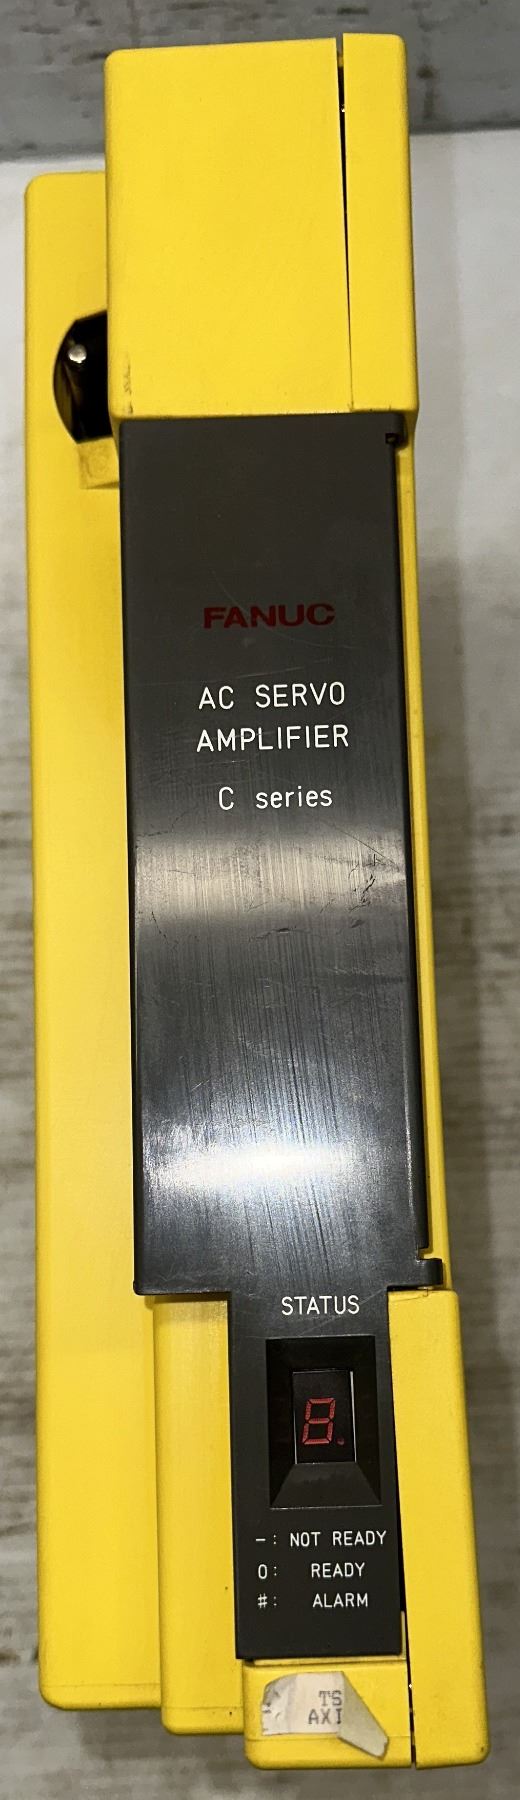 FANUC
AC SERVO
AMPLIFIER
C series
STATUS
8.
-: NOT READY
0: READY
#: ALARM
TS
AXI